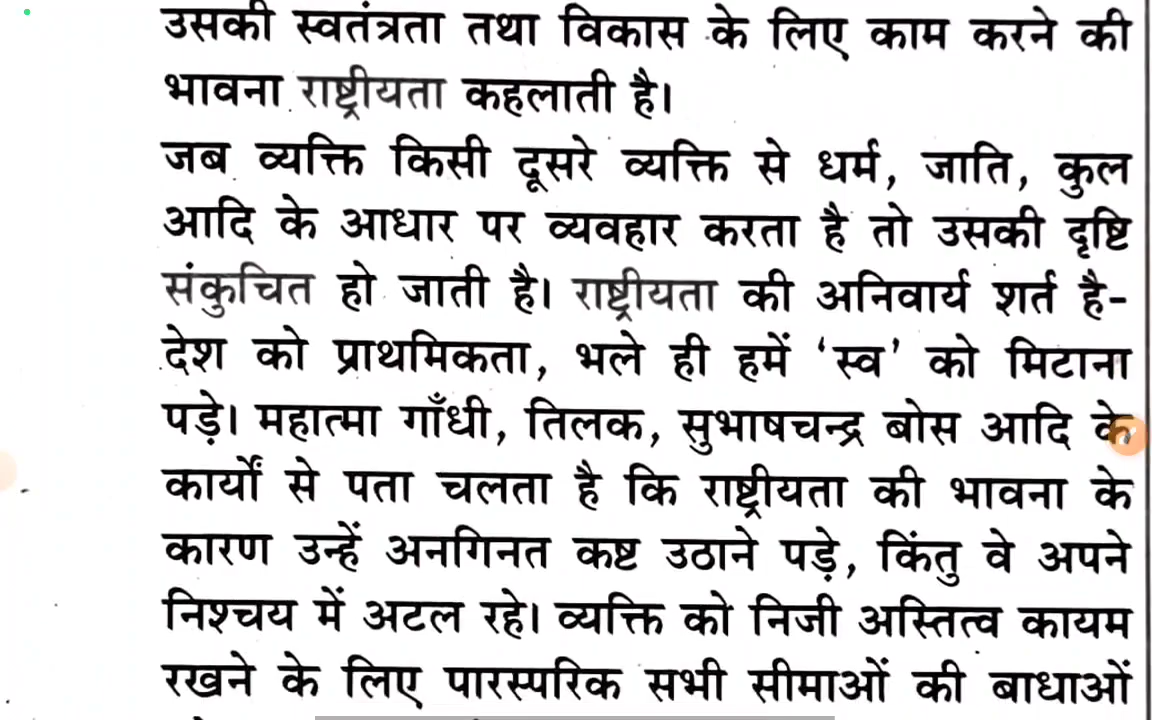 उसकी स्वतंत्रता तथा विकास के लिए काम करने की
भावना राष्ट्रीयता कहलाती है।
जब व्यक्ति किसी दूसरे व्यक्ति से धर्म, जाति, कुल
आदि के आधार पर व्यवहार करता है तो उसकी दृष्टि
संकुचित हो जाती है। राष्ट्रीयता की अनिवार्य शर्त है-
देश को प्राथमिकता, भले ही हमें ‘स्व’ को मिटाना
पड़े। महात्मा गाँधी, तिलक, सुभाषचन्द्र बोस आदि के
कार्यों से पता चलता है कि राष्ट्रीयता की भावना के
कारण उन्हें अनगिनत कष्ट उठाने पड़े, किंतु वे अपने
निश्चय में अटल रहे। व्यक्ति को निजी अस्तित्व कायम
रखने के लिए पारस्परिक सभी सीमाओं की बाधाओं